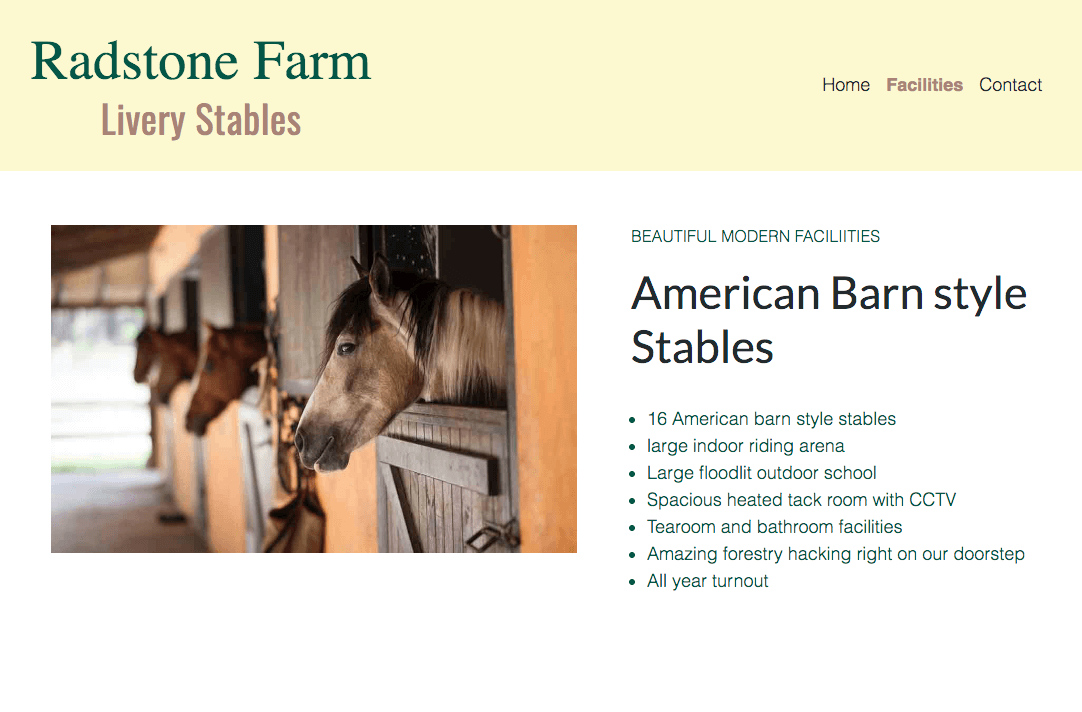 Radstone Farm
Livery Stables
Home Facilities Contact
BEAUTIFUL MODERN FACILIITIES
American Barn style
Stables
16 American barn style stables
large indoor riding arena
Large floodlit outdoor school
Spacious heated tack room with CCTV
Tearoom and bathroom facilities
Amazing forestry hacking right on our doorstep
All year turnout